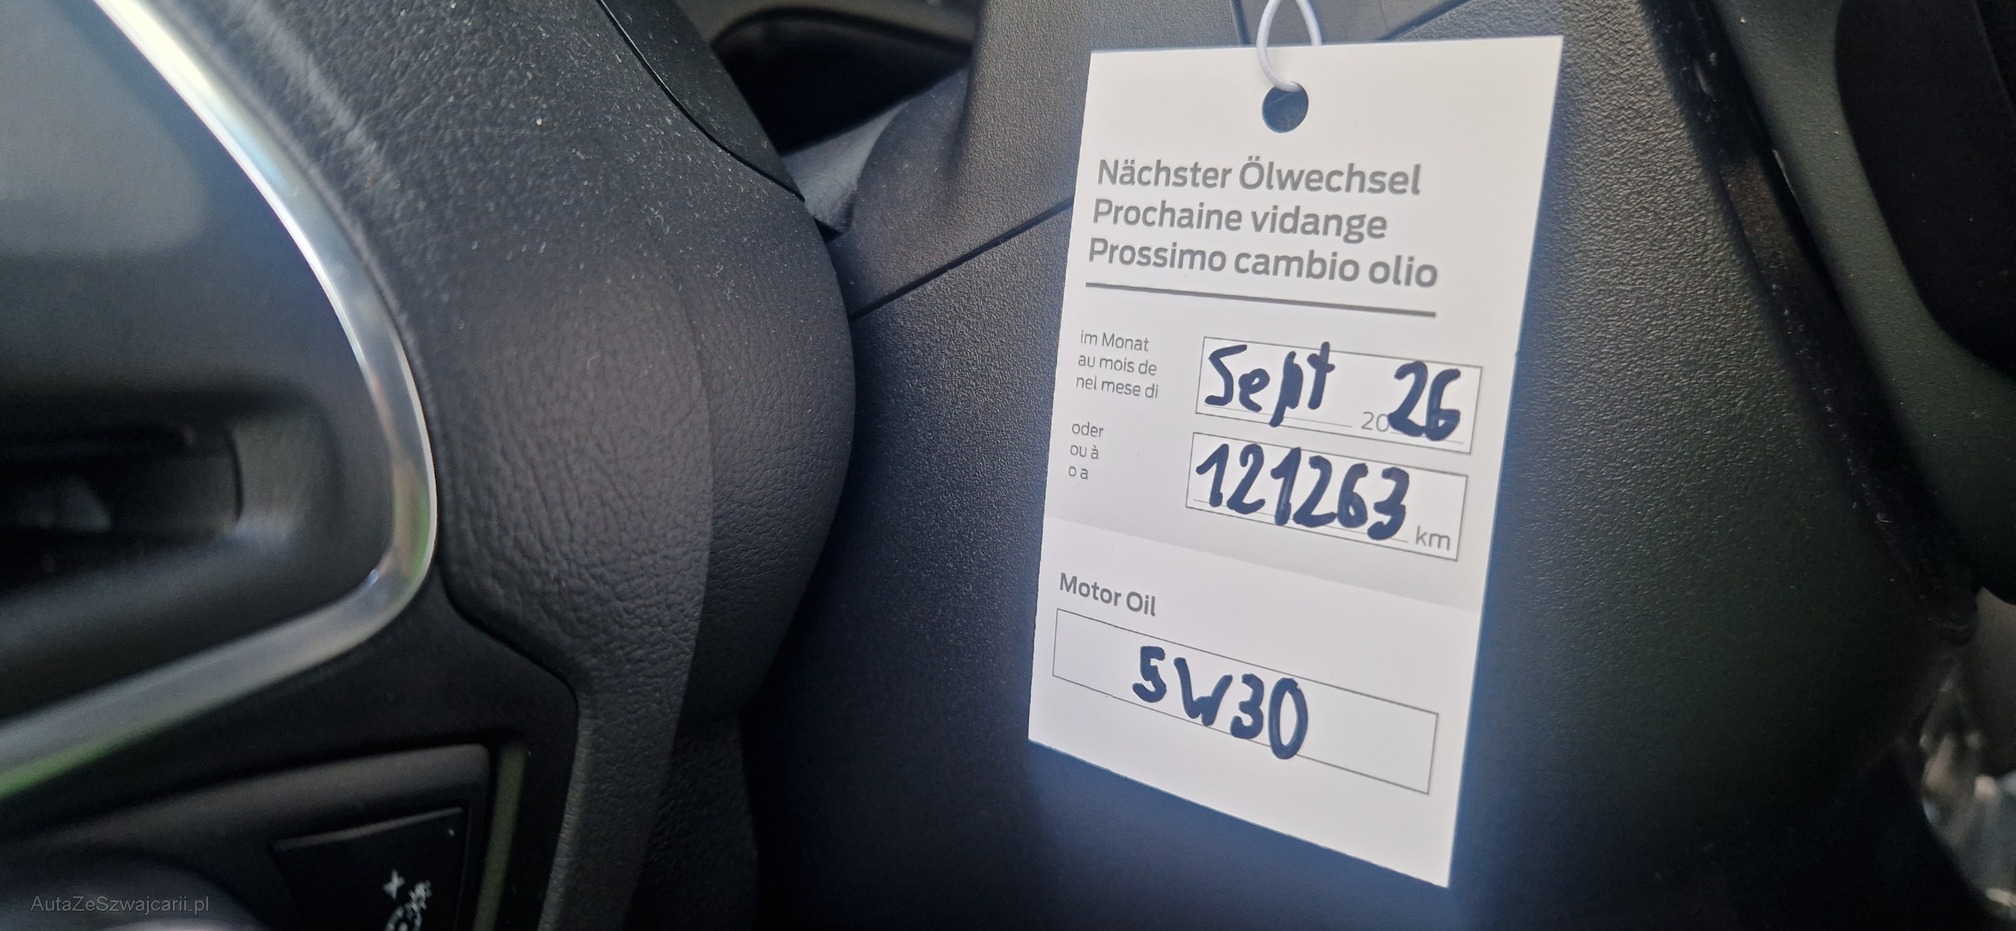 Nächster Ölwechsel
Prochaine vidange
Prossimo cambio olio
im Monat
au mois de
nel mese di
Sept 2026
oder
ou à
o a
121263 km
Motor Oil
5W30
AutaZeSzwajcarii.pl